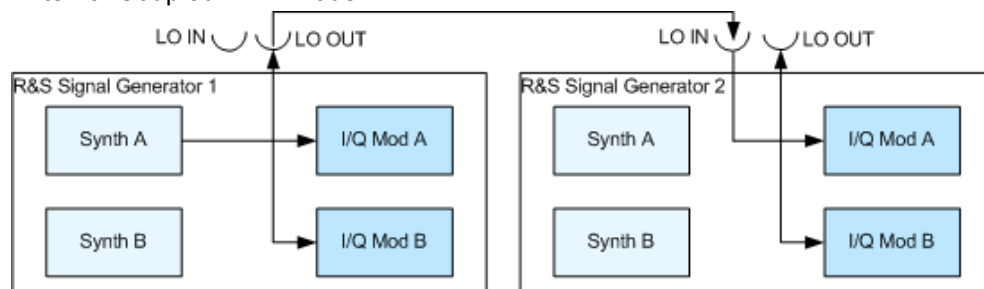 LO IN LO OUT LO IN LO OUT
R&S Signal Generator 1 R&S Signal Generator 2
Synth A I/Q Mod A Synth A I/Q Mod A
Synth B I/Q Mod B Synth B I/Q Mod B